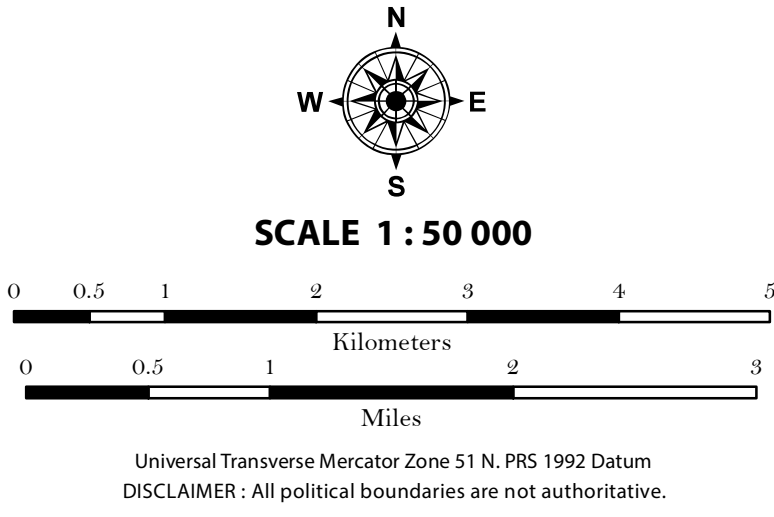 N
W E
S
SCALE 1 : 50 000
0 0.5 1 2 3 4 5
Kilometers
0 0.5 1 2 3
Miles
Universal Transverse Mercator Zone 51 N. PRS 1992 Datum
DISCLAIMER : All political boundaries are not authoritative.